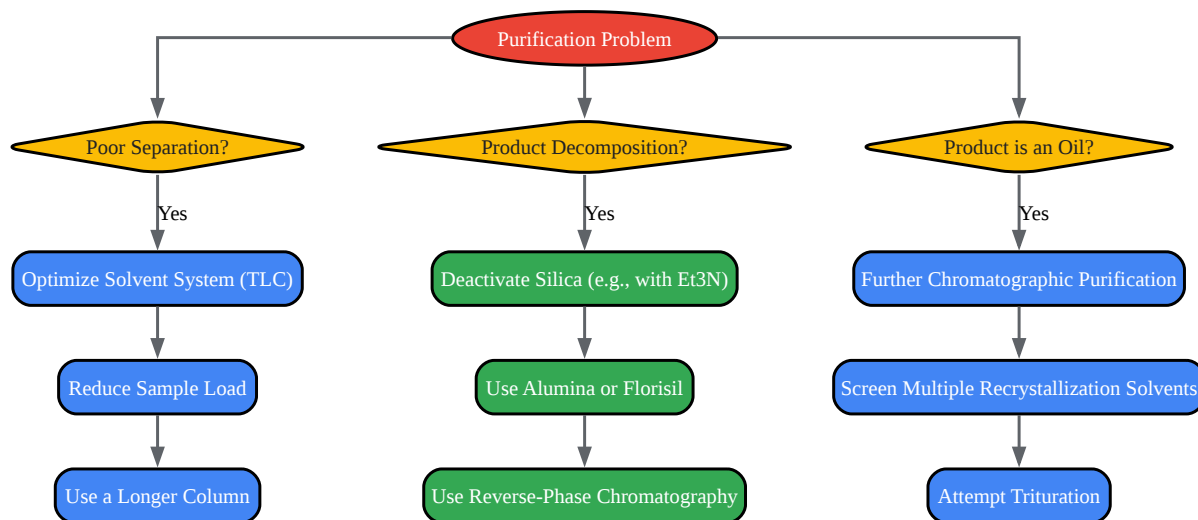 Purification Problem
Poor Separation?
Product Decomposition?
Product is an Oil?
Yes
Yes
Yes
Optimize Solvent System (TLC)
Deactivate Silica (e.g., with Et3N)
Further Chromatographic Purification
Reduce Sample Load
Use Alumina or Florisil
Screen Multiple Recrystallization Solvents
Use a Longer Column
Use Reverse-Phase Chromatography
Attempt Trituration